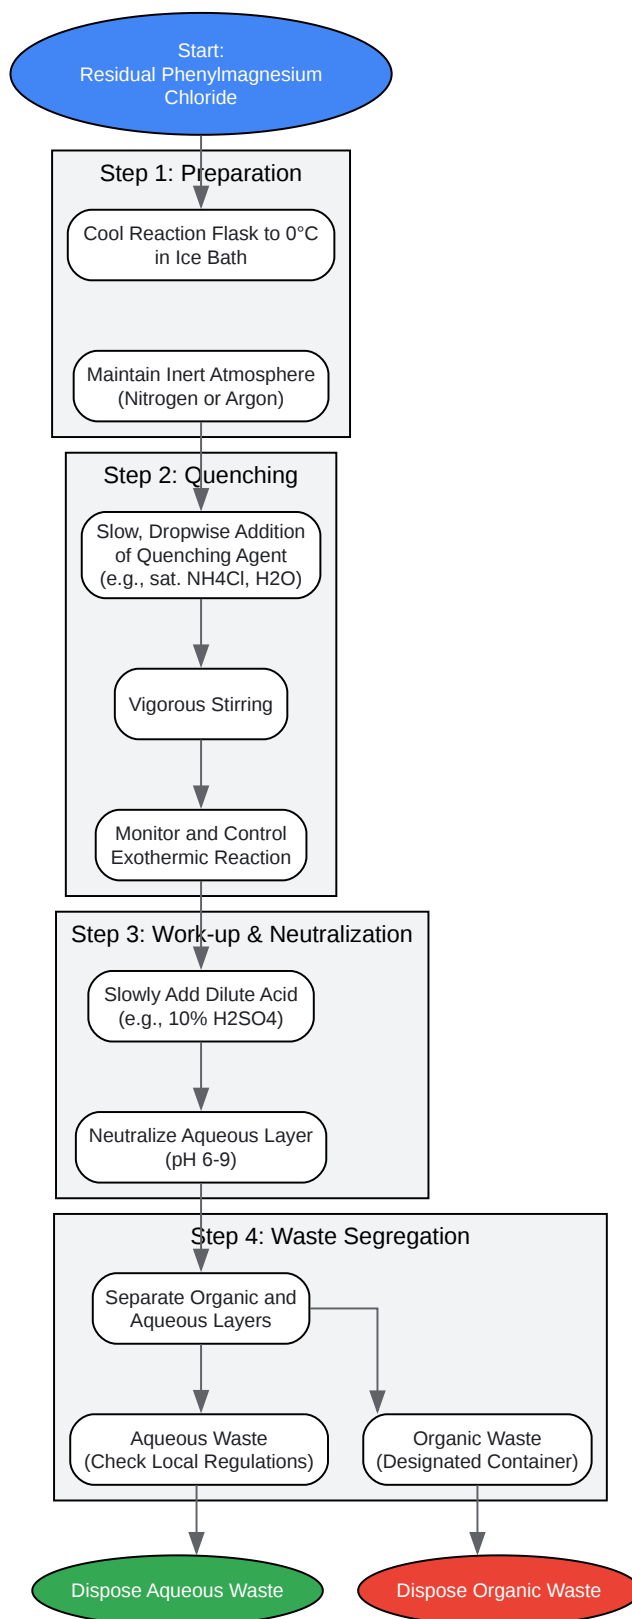 Start:
Residual Phenylmagnesium
Chloride
Step 1: Preparation
Cool Reaction Flask to 0°C
in Ice Bath
Maintain Inert Atmosphere
(Nitrogen or Argon)
Step 2: Quenching
Slow, Dropwise Addition
of Quenching Agent
(e.g., sat. NH4Cl, H2O)
Vigorous Stirring
Monitor and Control
Exothermic Reaction
Step 3: Work-up & Neutralization
Slowly Add Dilute Acid
(e.g., 10% H2SO4)
Neutralize Aqueous Layer
(pH 6-9)
Step 4: Waste Segregation
Separate Organic and
Aqueous Layers
Aqueous Waste
(Check Local Regulations)
Organic Waste
(Designated Container)
Dispose Aqueous Waste
Dispose Organic Waste